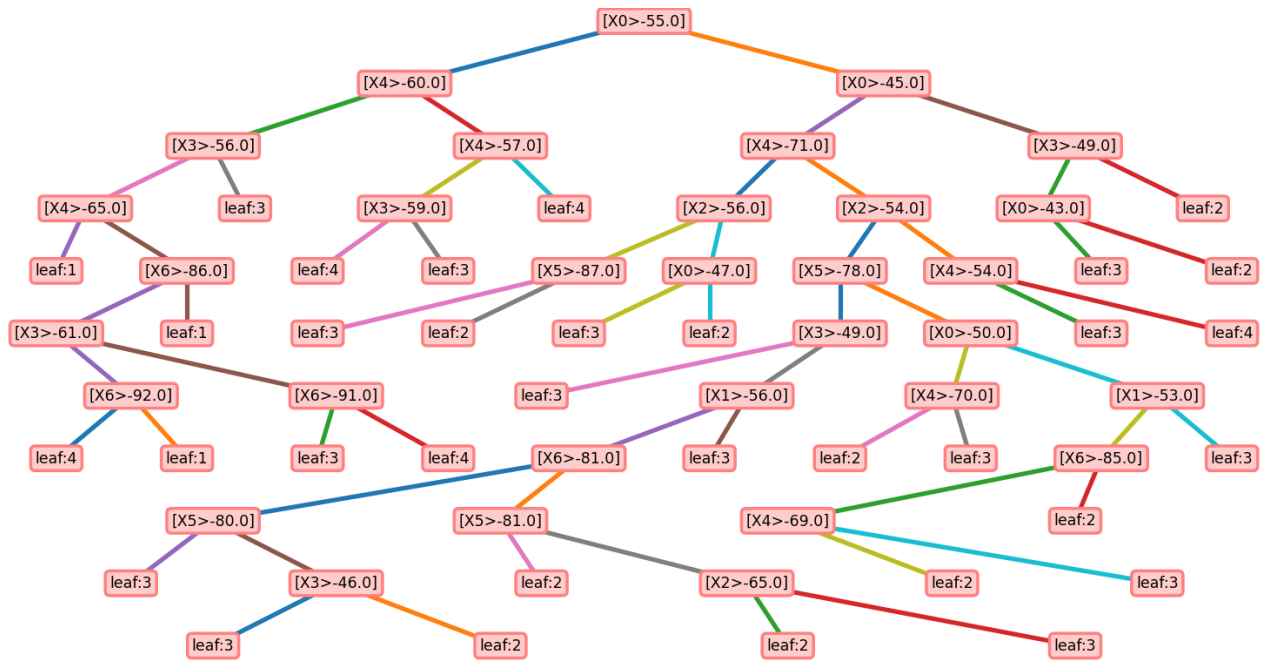 [X0>-55.0]
[X4>-60.0] [X0>-45.0]
[X3>-56.0] [X4>-57.0] [X4>-71.0] [X3>-49.0]
[X4>-65.0] leaf:3 [X3>-59.0] leaf:4 [X2>-56.0] [X2>-54.0] [X0>-43.0] leaf:2
leaf:1 [X6>-86.0] leaf:4 leaf:3 [X5>-87.0] [X0>-47.0] [X5>-78.0] [X4>-54.0] leaf:3 leaf:2
[X3>-61.0] leaf:1 leaf:3 leaf:2 leaf:3 leaf:2 [X3>-49.0] [X0>-50.0] leaf:3 leaf:4
[X6>-92.0] [X6>-91.0] leaf:3 [X1>-56.0] [X4>-70.0] [X1>-53.0]
leaf:4 leaf:1 leaf:3 leaf:4 [X6>-81.0] leaf:3 leaf:2 leaf:3 [X6>-85.0] leaf:3
[X5>-80.0] [X5>-81.0] [X4>-69.0] leaf:2
leaf:3 [X3>-46.0] leaf:2 [X2>-65.0] leaf:2 leaf:3
leaf:3 leaf:2 leaf:2 leaf:3